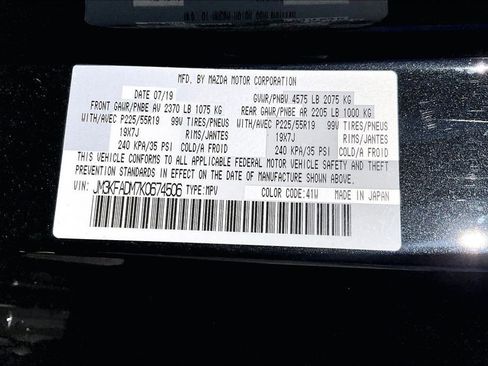 MFD. BY MAZDA MOTOR CORPORATION
DATE 07/19 GVWR/PNBV 4575 LB 2075 KG
FRONT GAWR/PNBE AV 2370 LB 1075 KG REAR GAWR/PNBE AR 2205 LB 1000 KG
WITH/AVEC P225/55R19 99V TIRES/PNEUS WITH/AVEC P225/55R19 99V TIRES/PNEUS
19X7J RIMS/JANTES 19X7J RIMS/JANTES
240 KPA/35 PSI COLD/A FROID 240 KPA/35 PSI COLD/A FROID
THIS VEHICLE CONFORMS TO ALL APPLICABLE FEDERAL MOTOR VEHICLE SAFETY AND THEFT
PREVENTION STANDARDS IN EFFECT ON THE DATE OF MANUFACTURE SHOWN ABOVE.
VIN: JM3KFADM7K0674506 TYPE:MPV COLOR CODE:41W MADE IN JAPAN